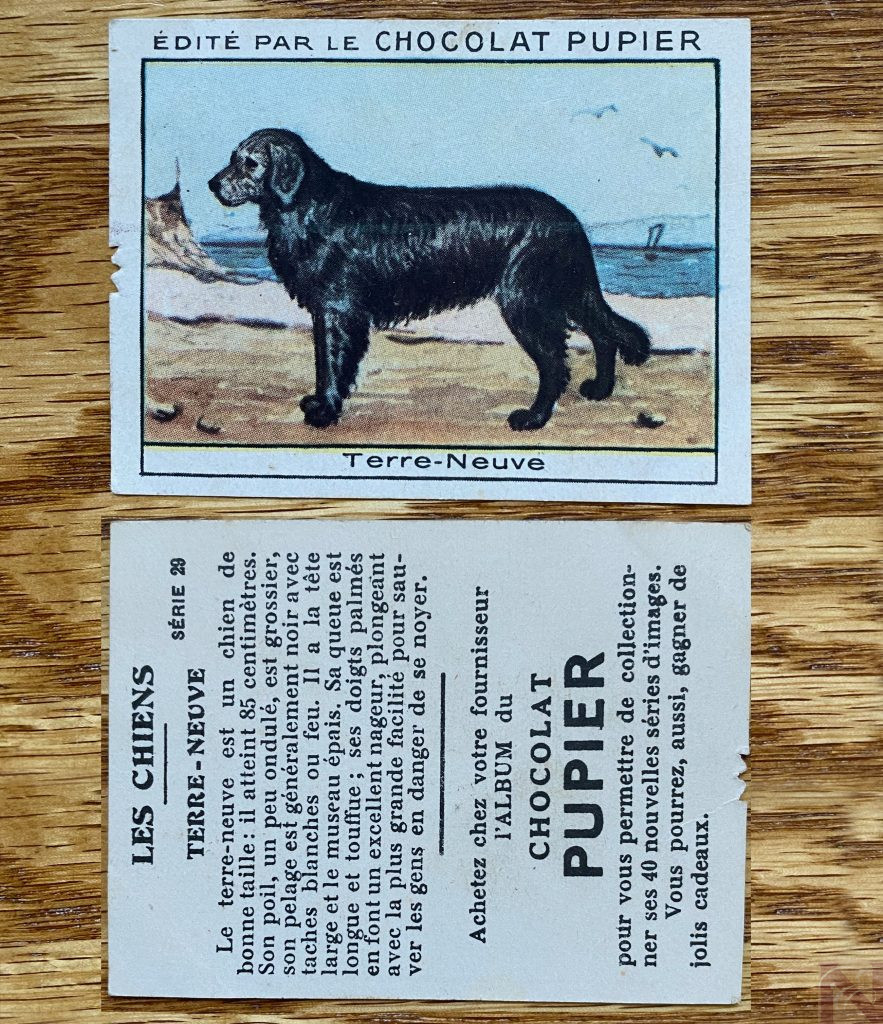 ÉDITÉ PAR LE CHOCOLAT PUPIER
Terre-Neuve
LES CHIENS
SÉRIE 29
TERRE-NEUVE
Le terre-neuve est un chien de
bonne taille : il atteint 85 centimètres.
Son poil, un peu ondulé, est grossier,
son pelage est généralement noir avec
taches blanches ou feu. Il a la tête
large et le museau épais. Sa queue est
longue et touffue ; ses doigts palmés
en font un excellent nageur, plongeant
avec la plus grande facilité pour sau-
ver les gens en danger de se noyer.
Achetez chez votre fournisseur
l'ALBUM du
CHOCOLAT
PUPIER
pour vous permettre de collection-
ner ses 40 nouvelles séries d'images.
Vous pourrez, aussi, gagner de
jolis cadeaux.